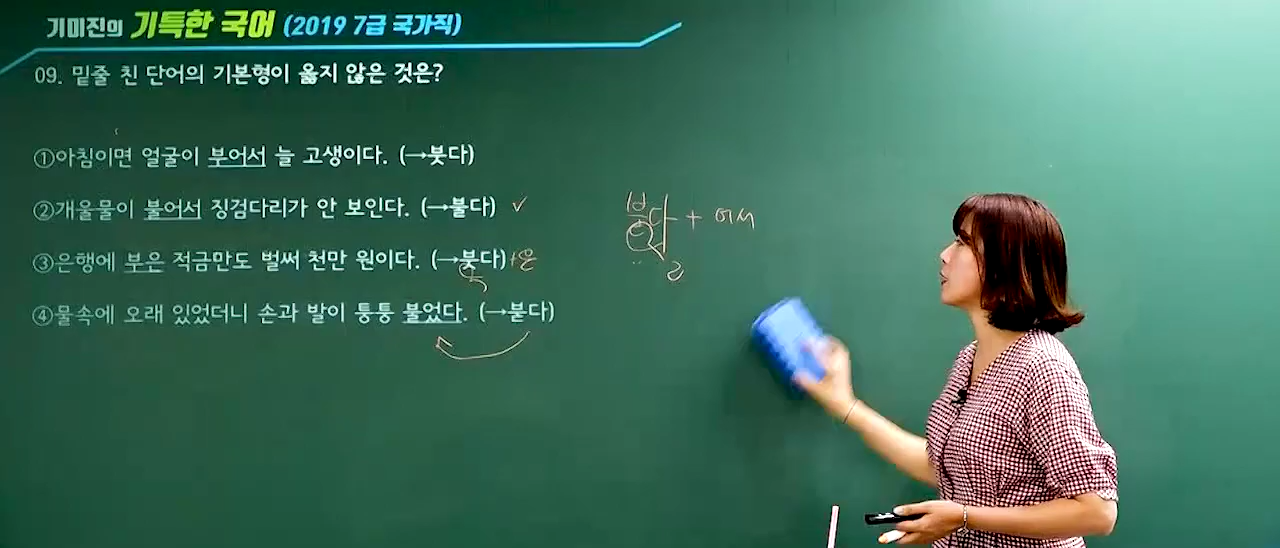 기미진의 기특한 국어 (2019 7급 국가직)
09. 밑줄 친 단어의 기본형이 옳지 않은 것은?
①아침이면 얼굴이 부어서 늘 고생이다. (→붓다)
②개울물이 불어서 징검다리가 안 보인다. (→불다) ✓
③은행에 부은 적금만도 벌써 천만 원이다. (→붓다)+은
④물속에 오래 있었더니 손과 발이 퉁퉁 불었다. (→붇다)
+ 어서
ㄹ